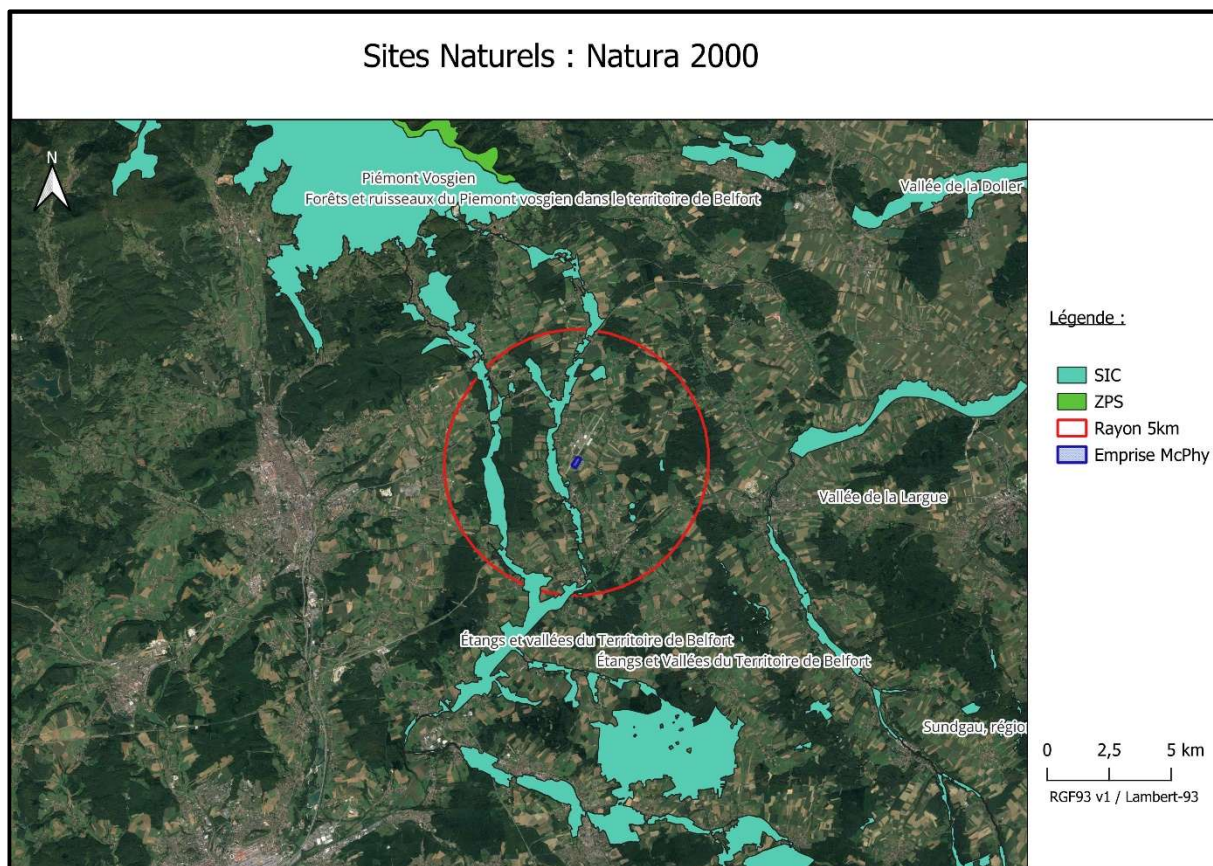 Sites Naturels : Natura 2000
N
Piémont Vosgien
Forêts et ruisseaux du Piemont vosgien dans le territoire de Belfort
Vallée de la Doller
Vallée de la Largue
Étangs et vallées du Territoire de Belfort
Étangs et Vallées du Territoire de Belfort
Sundgau, région
Légende :
SIC
ZPS
Rayon 5km
Emprise McPhy
0 2,5 5 km
RGF93 v1 / Lambert-93